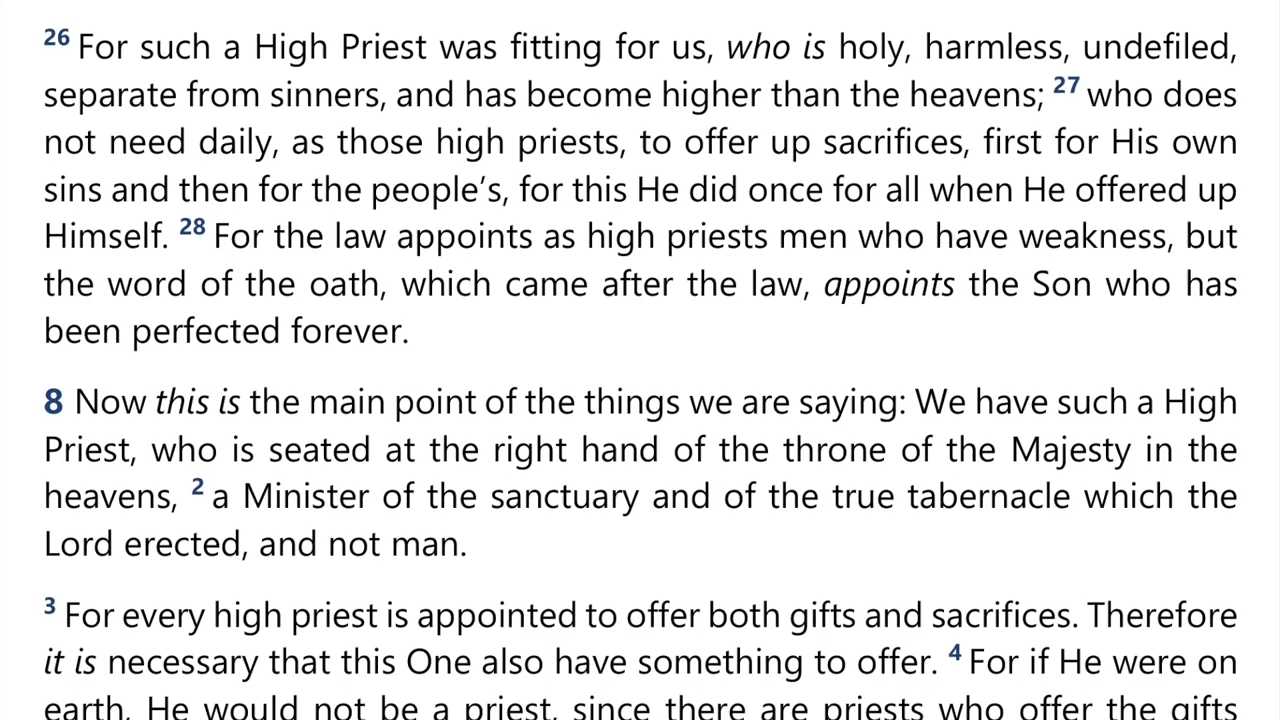 26 For such a High Priest was fitting for us, who is holy, harmless, undefiled,
separate from sinners, and has become higher than the heavens; 27 who does
not need daily, as those high priests, to offer up sacrifices, first for His own
sins and then for the people’s, for this He did once for all when He offered up
Himself. 28 For the law appoints as high priests men who have weakness, but
the word of the oath, which came after the law, appoints the Son who has
been perfected forever.
8 Now this is the main point of the things we are saying: We have such a High
Priest, who is seated at the right hand of the throne of the Majesty in the
heavens, 2 a Minister of the sanctuary and of the true tabernacle which the
Lord erected, and not man.
3 For every high priest is appointed to offer both gifts and sacrifices. Therefore
it is necessary that this One also have something to offer. 4 For if He were on
earth, He would not be a priest, since there are priests who offer the gifts